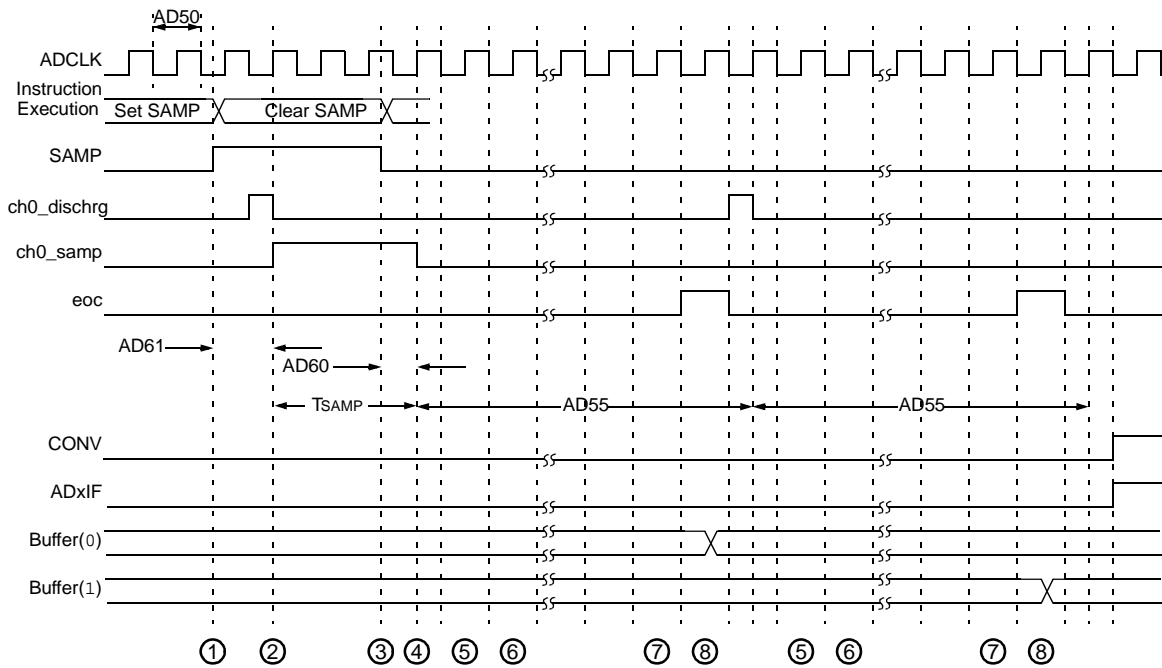 AD50
ADCLK
Instruction
Execution
Set SAMP
Clear SAMP
SAMP
ch0_dischrg
ch0_samp
eoc
AD61
AD60
TSAMP
AD55
AD55
CONV
ADxIF
Buffer(0)
Buffer(1)
1 2 3 4 5 6 7 8 5 6 7 8